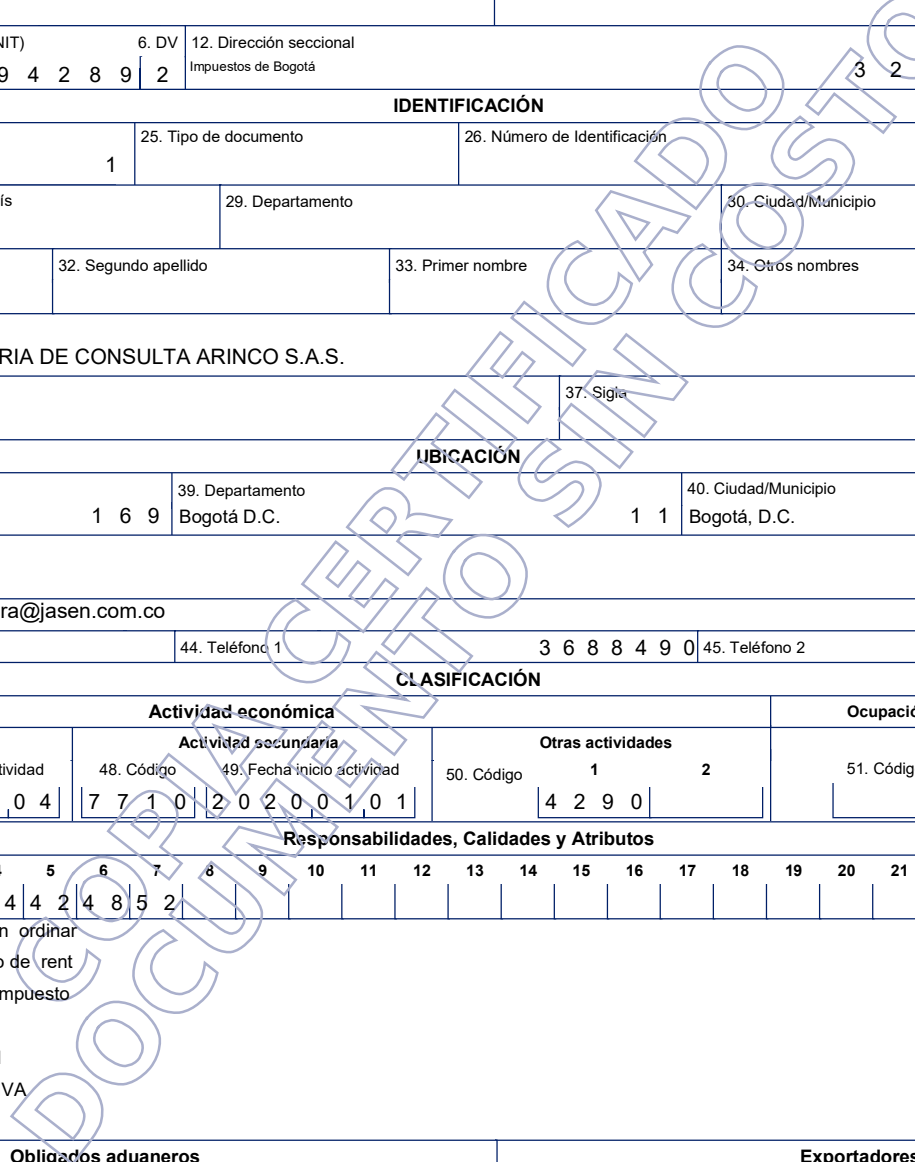 NIT) 6. DV 12. Dirección seccional
9 4 2 8 9 2 Impuestos de Bogotá 3 2
IDENTIFICACIÓN
25. Tipo de documento 26. Número de Identificación
1
ís 29. Departamento 30. Ciudad/Municipio
32. Segundo apellido 33. Primer nombre 34. Otros nombres
RIA DE CONSULTA ARINCO S.A.S.
37. Sigla
UBICACIÓN
39. Departamento 40. Ciudad/Municipio
1 6 9 Bogotá D.C. 1 1 Bogotá, D.C.
ra@jasen.com.co
44. Teléfono 1 3 6 8 8 4 9 0 45. Teléfono 2
CLASIFICACIÓN
Actividad económica Ocupació
Actividad secundaria Otras actividades
tividad 48. Código 49. Fecha inicio actividad 50. Código 1 2 51. Códig
0 4 7 7 1 0 2 0 2 0 0 1 0 1 4 2 9 0
Responsabilidades, Calidades y Atributos
5 6 7 8 9 10 11 12 13 14 15 16 17 18 19 20 21
4 4 2 4 8 5 2
n ordinar
o de rent
mpuesto
VA
Obligados aduaneros Exportadores
COPIA CERTIFICADO
DOCUMENTO SIN COSTO